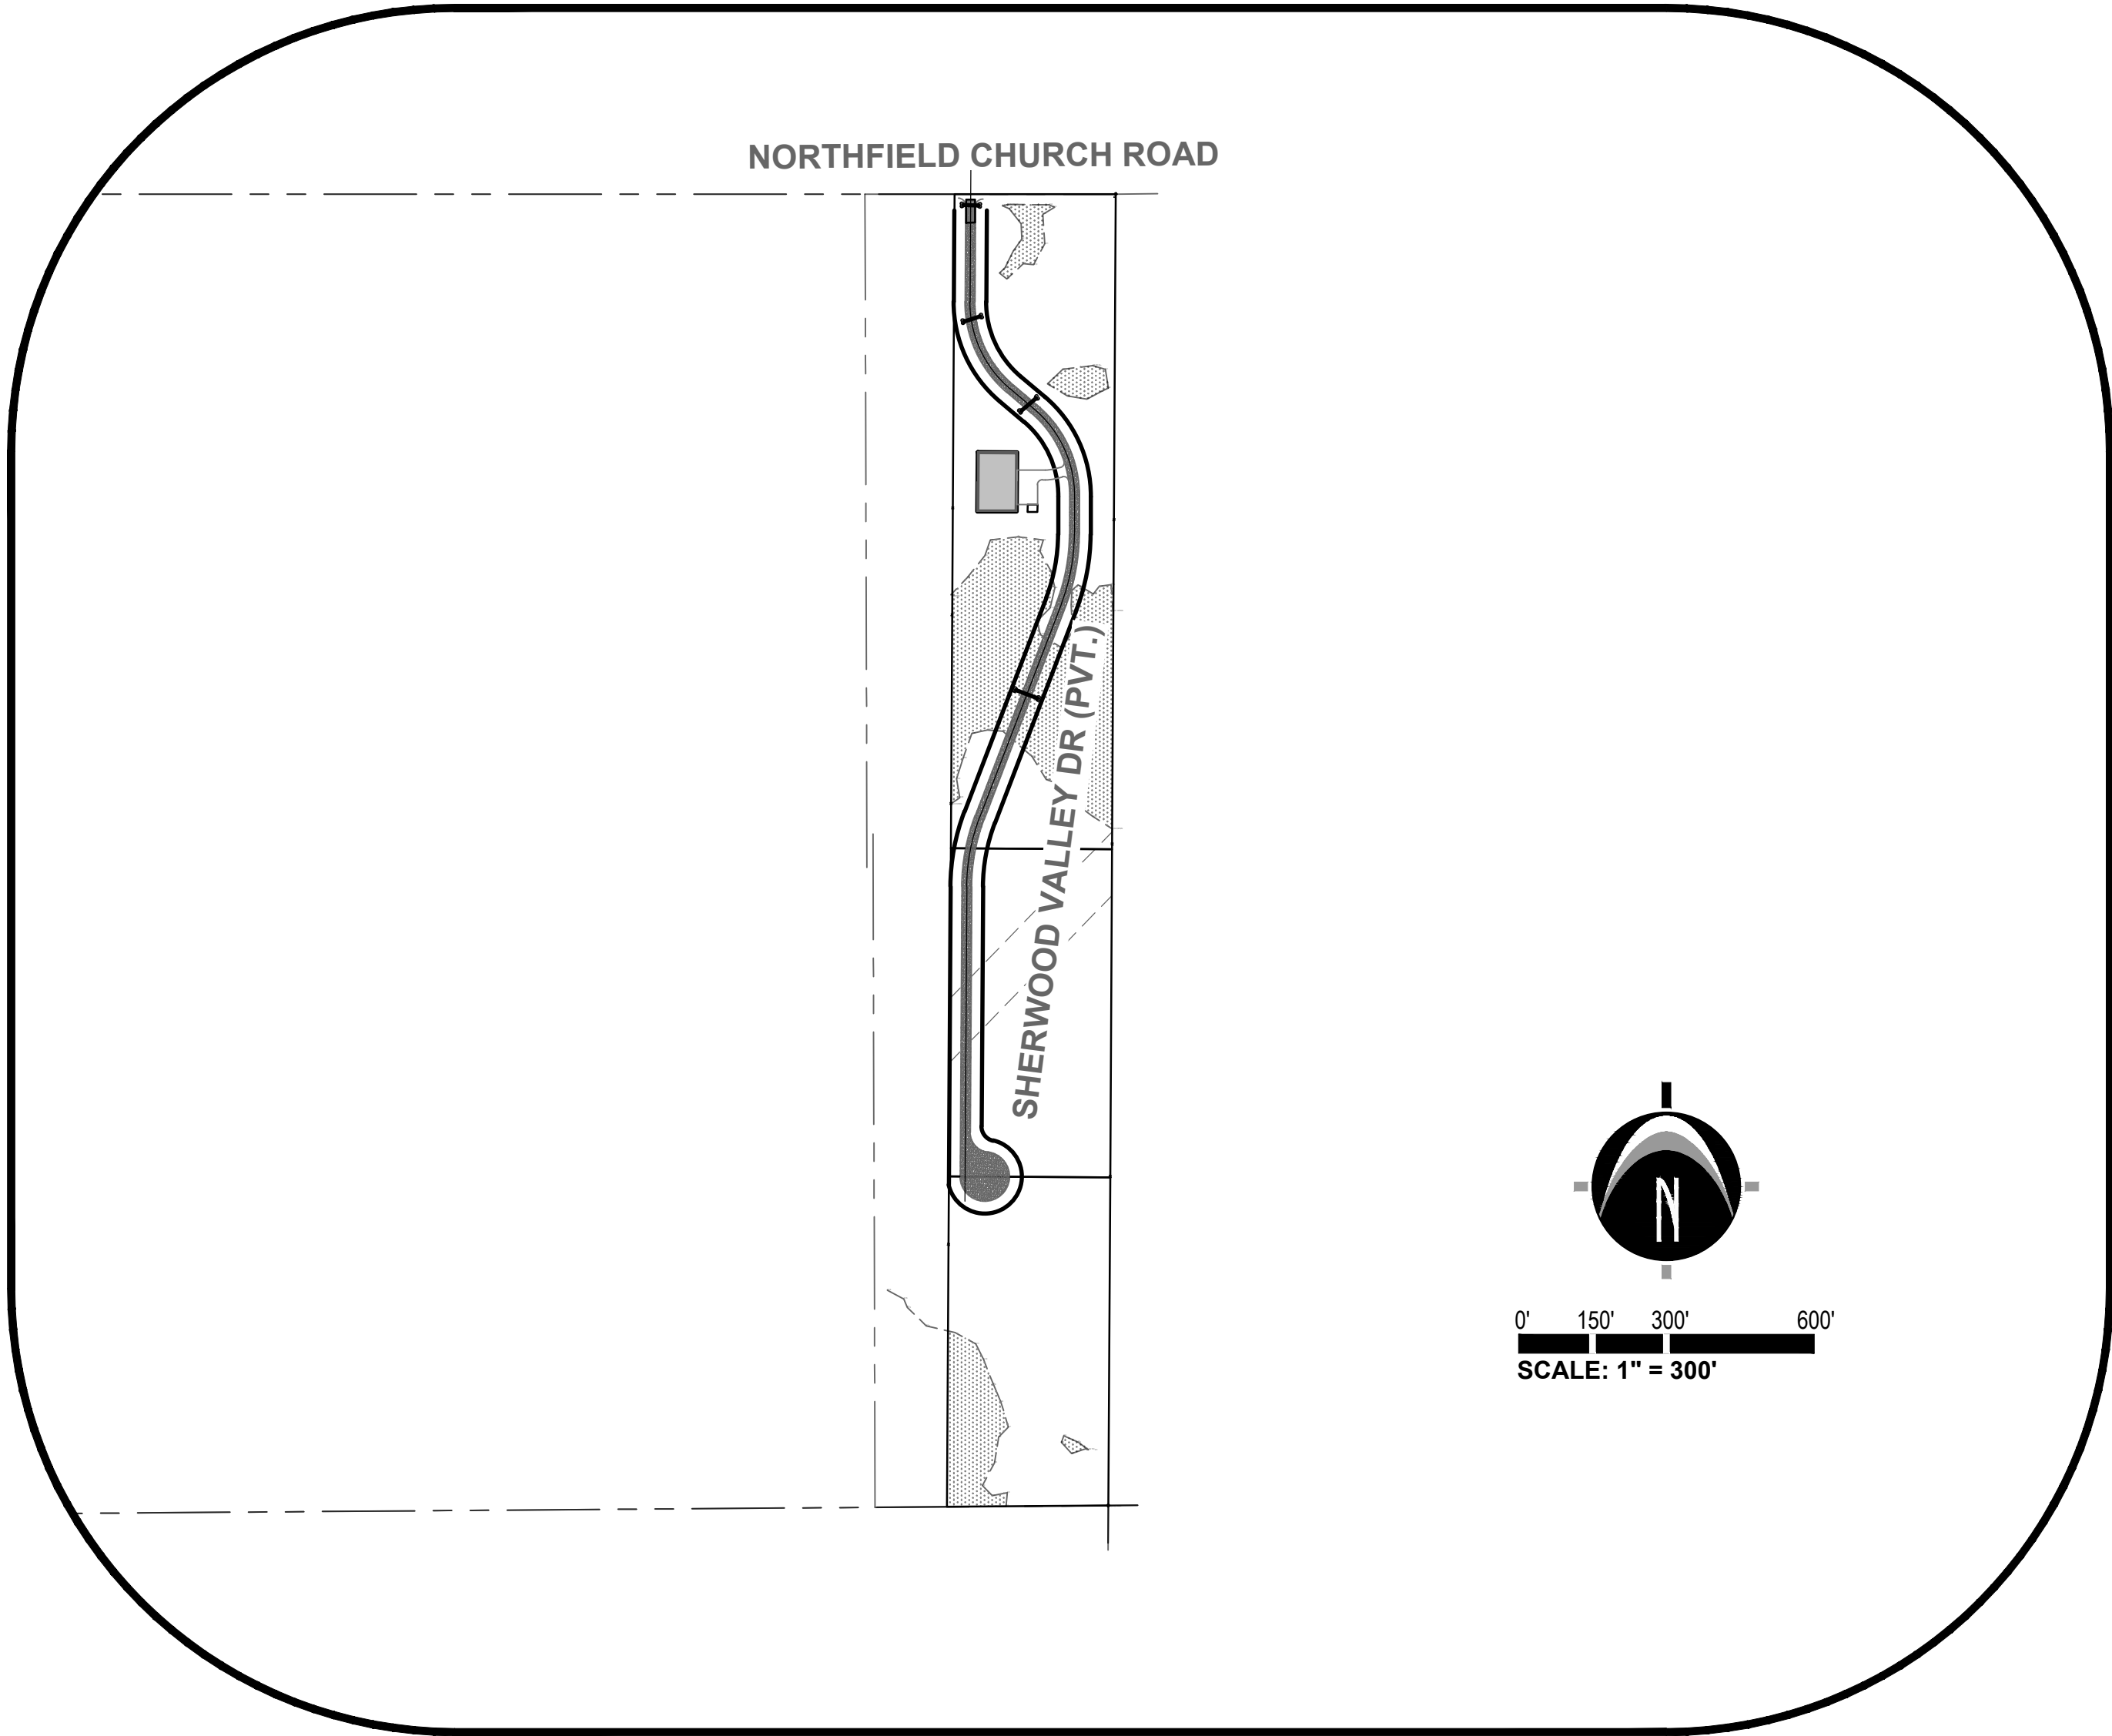 NORTHFIELD CHURCH ROAD
SHERWOOD VALLEY DR (PVT.)
N
0' 150' 300' 600'
SCALE: 1" = 300'